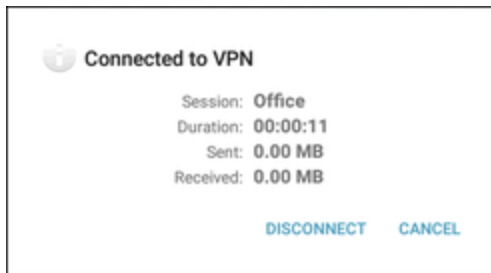 Connected to VPN
Session: Office
Duration: 00:00:11
Sent: 0.00 MB
Received: 0.00 MB
DISCONNECT CANCEL